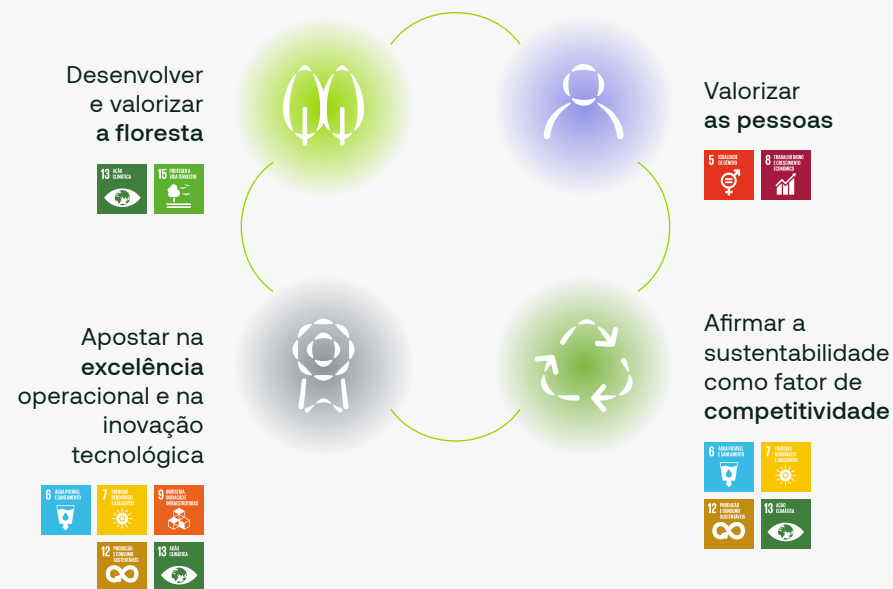 Desenvolver
e valorizar
a floresta
13 AÇÃO
CLIMÁTICA
15 PROTEGER A
VIDA TERRESTRE
Valorizar
as pessoas
5 IGUALDADE
DE GÉNERO
8 TRABALHO DIGNO
E CRESCIMENTO
ECONÓMICO
Apostar na
excelência
operacional e na
inovação
tecnológica
6 ÁGUA POTÁVEL
E SANEAMENTO
7 ENERGIAS
RENOVÁVEIS
E ACESSÍVEIS
9 INDÚSTRIA,
INOVAÇÃO E
INFRAESTRUTURAS
12 PRODUÇÃO
E CONSUMO
SUSTENTÁVEIS
13 AÇÃO
CLIMÁTICA
Afirmar a
sustentabilidade
como fator de
competitividade
6 ÁGUA POTÁVEL
E SANEAMENTO
7 ENERGIAS
RENOVÁVEIS
E ACESSÍVEIS
12 PRODUÇÃO
E CONSUMO
SUSTENTÁVEIS
13 AÇÃO
CLIMÁTICA